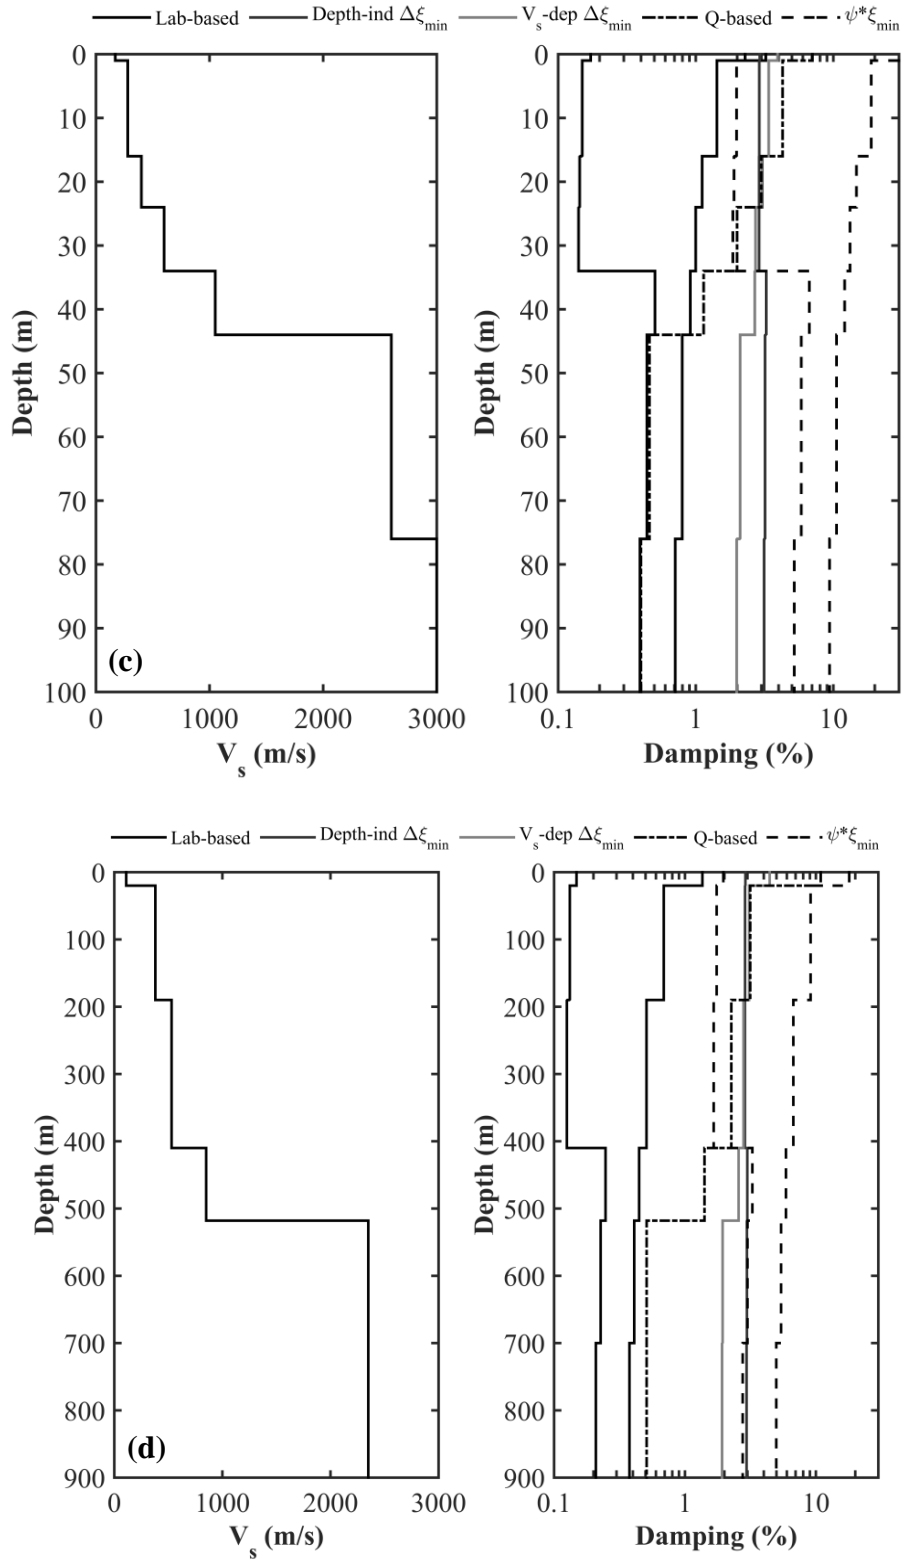 Lab-based Depth-ind Δξmin Vs-dep Δξmin Q-based ψ*ξmin
0 0
10 10
20 20
30 30
40 40
50 50
60 60
70 70
80 80
90 90
100 100
Depth (m) Depth (m)
(c)
0 1000 2000 3000 0.1 1 10
Vs (m/s) Damping (%)
Lab-based Depth-ind Δξmin Vs-dep Δξmin Q-based ψ*ξmin
0 0
100 100
200 200
300 300
400 400
500 500
600 600
700 700
800 800
900 900
Depth (m) Depth (m)
(d)
0 1000 2000 3000 0.1 1 10
Vs (m/s) Damping (%)